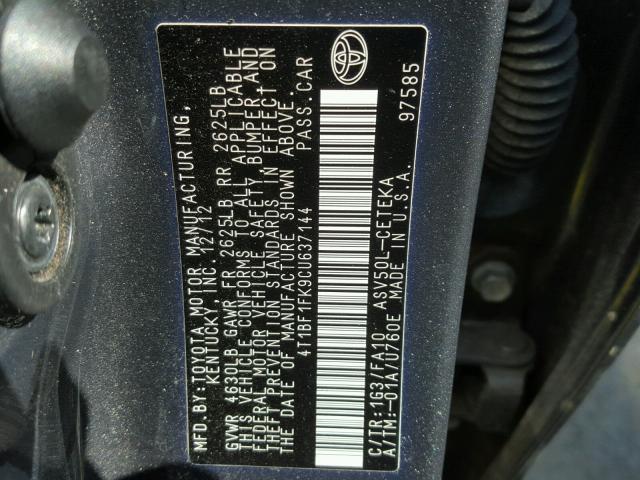 MFD. BY: TOYOTA MOTOR MANUFACTURING,
KENTUCKY, INC. 12/12
GVWR 4630LB GAWR FR 2625LB RR 2625LB
THIS VEHICLE CONFORMS TO ALL APPLICABLE
FEDERAL MOTOR VEHICLE SAFETY, BUMPER AND
THEFT PREVENTION STANDARDS IN EFFECT ON
THE DATE OF MANUFACTURE SHOWN ABOVE.
4T1BF1FK9CU637144 PASS. CAR
C/TR: 1G3/FA10 ASV50L-CETEKA
A/TM:-01A/U760E MADE IN U.S.A.
97585